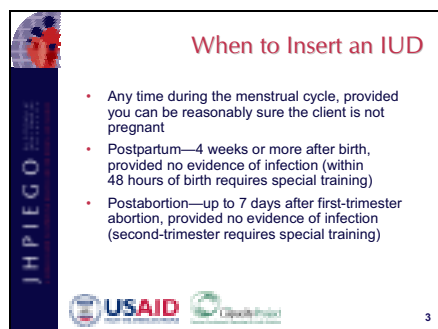 When to Insert an IUD
• Any time during the menstrual cycle, provided
you can be reasonably sure the client is not
pregnant
• Postpartum—4 weeks or more after birth,
provided no evidence of infection (within
48 hours of birth requires special training)
• Postabortion—up to 7 days after first-trimester
abortion, provided no evidence of infection
(second-trimester requires special training)
JHPIEGO
USAID
CapacityProject
3